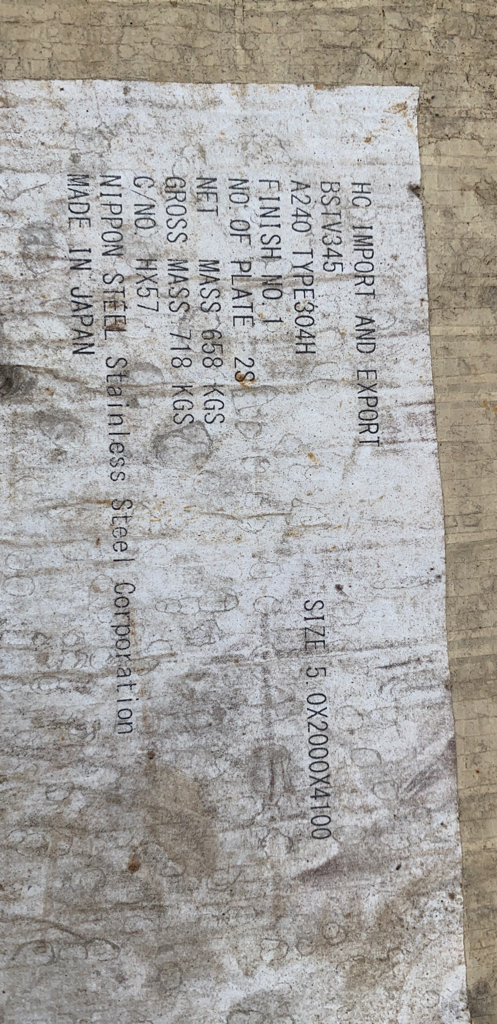 HC IMPORT AND EXPORT
BSIV345
A240 TYPE304H SIZE 5.0X2000X4100
FINISH NO.1
NO OF PLATE 2S
NET MASS 658 KGS
GROSS MASS 718 KGS
C/NO HX57
NIPPON STEEL Stainless Steel Corporation
MADE IN JAPAN